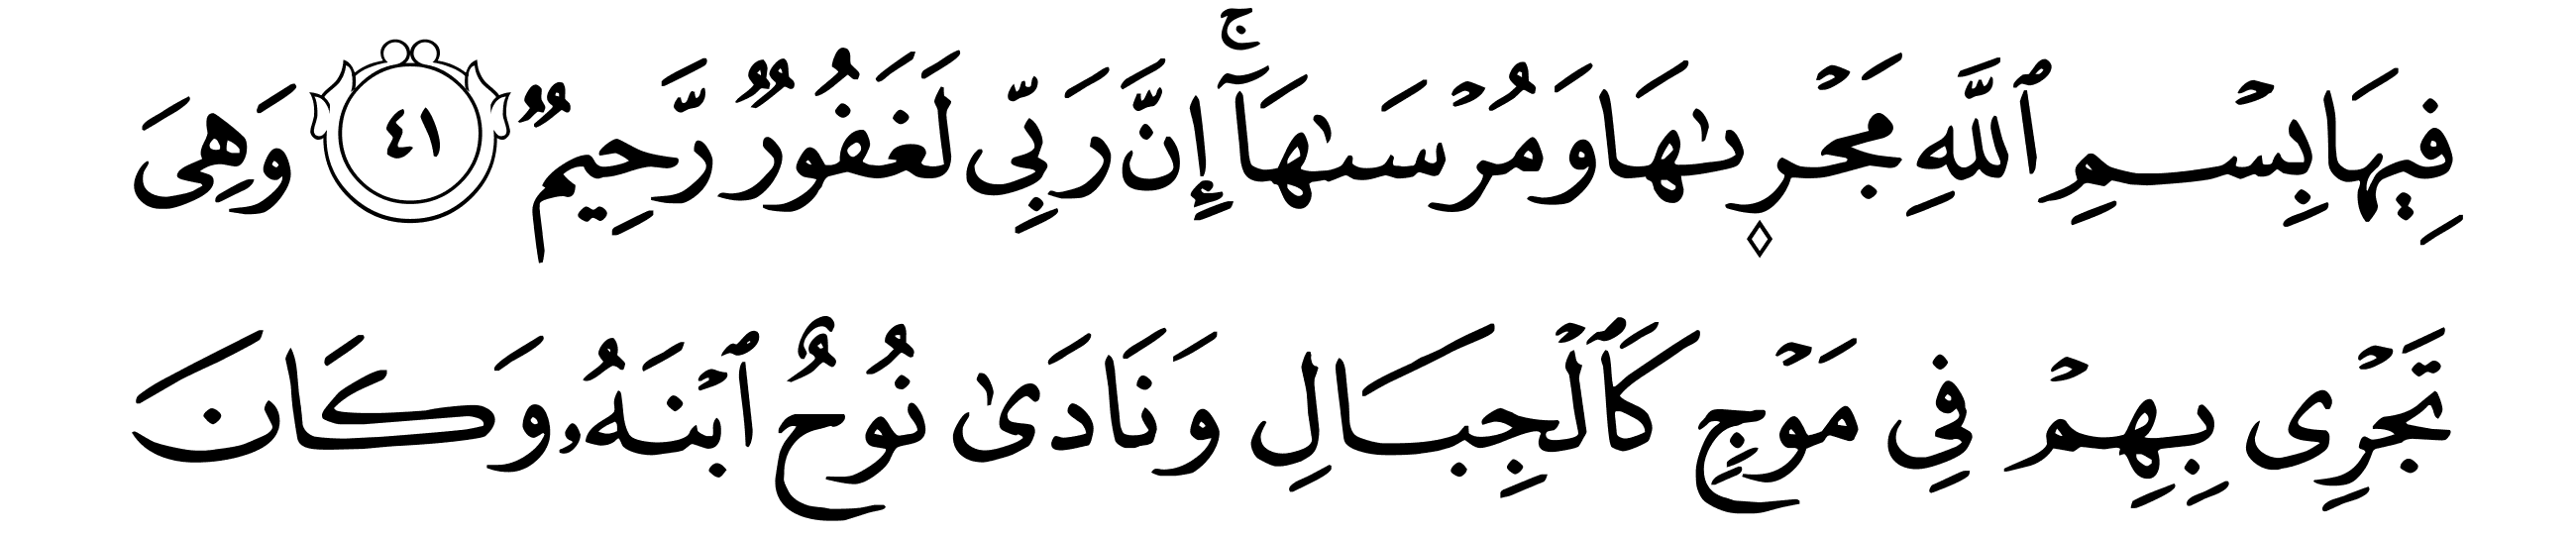 فِيهَا بِسۡمِ ٱللَّهِ مَجۡر۪ىٰهَا وَمُرۡسَىٰهَآۚ إِنَّ رَبِّي لَغَفُورٞ رَّحِيمٞ ٤١ وَهِيَ
تَجۡرِي بِهِمۡ فِي مَوۡجٖ كَٱلۡجِبَالِ وَنَادَىٰ نُوحٌ ٱبۡنَهُۥ وَكَانَ